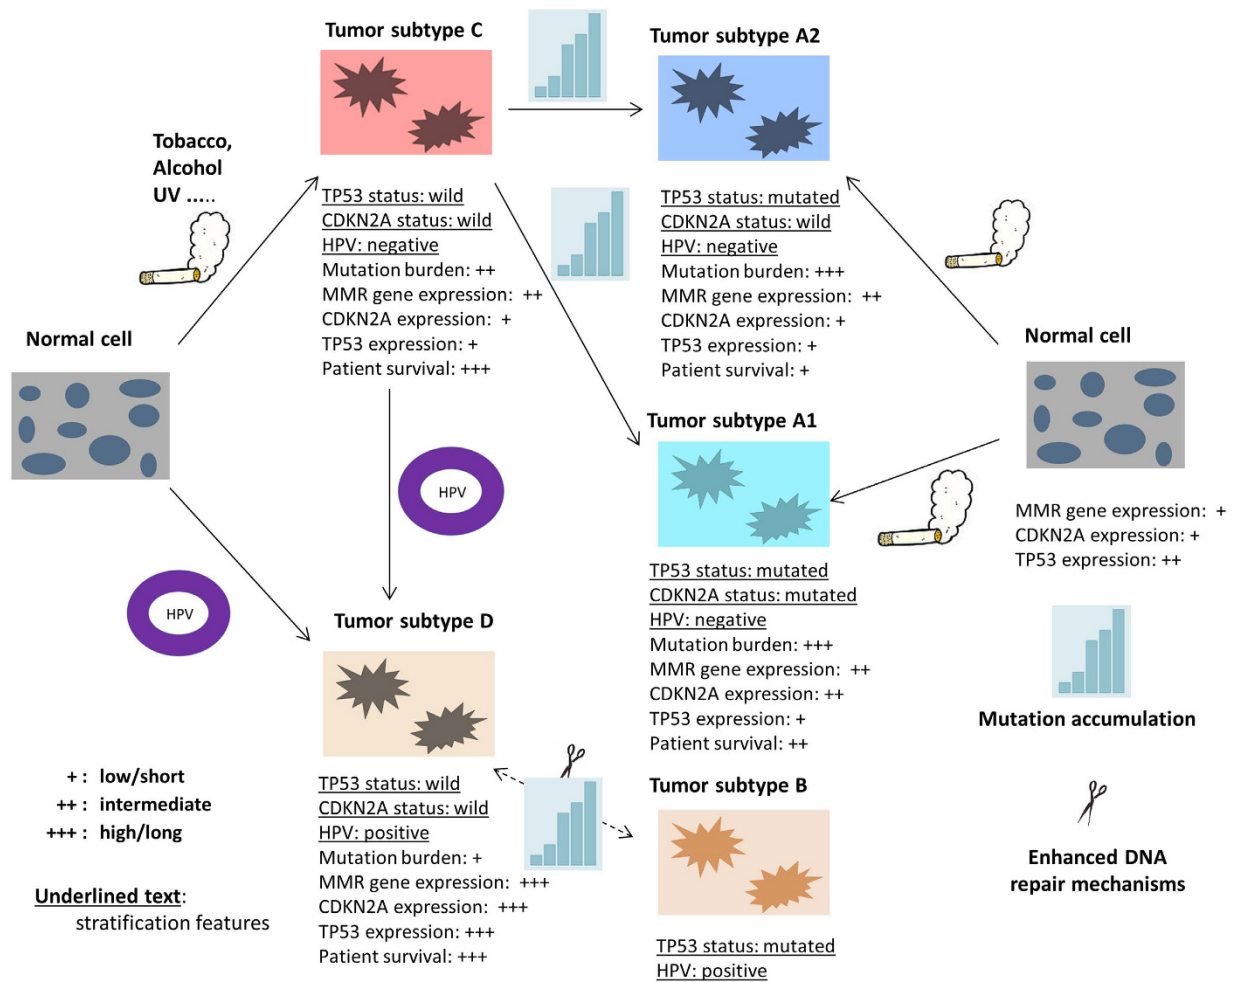 Tumor subtype C
Tumor subtype A2
Tobacco,
Alcohol
UV .....
TP53 status: wild
CDKN2A status: wild
HPV: negative
Mutation burden: ++
MMR gene expression: ++
CDKN2A expression: +
TP53 expression: +
Patient survival: +++
TP53 status: mutated
CDKN2A status: wild
HPV: negative
Mutation burden: +++
MMR gene expression: ++
CDKN2A expression: +
TP53 expression: +
Patient survival: +
Normal cell
Normal cell
Tumor subtype A1
HPV
MMR gene expression: +
CDKN2A expression: +
TP53 expression: ++
TP53 status: mutated
CDKN2A status: mutated
HPV: negative
Mutation burden: +++
MMR gene expression: ++
CDKN2A expression: ++
TP53 expression: +
Patient survival: ++
HPV
Tumor subtype D
Mutation accumulation
+ : low/short
++ : intermediate
+++ : high/long
Underlined text:
stratification features
TP53 status: wild
CDKN2A status: wild
HPV: positive
Mutation burden: +
MMR gene expression: +++
CDKN2A expression: +++
TP53 expression: +++
Patient survival: +++
Tumor subtype B
TP53 status: mutated
HPV: positive
Enhanced DNA
repair mechanisms